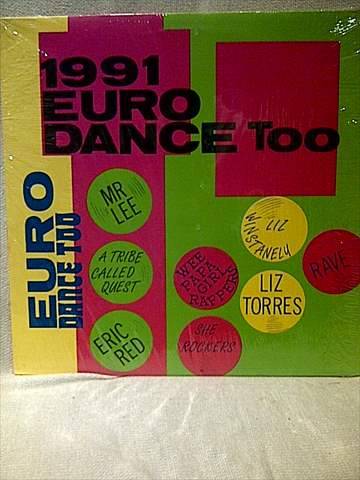 1991
EURO
DANCE Too
EURO
DANCE TOO
MR
LEE
A TRIBE
CALLED
QUEST
ERIC
RED
WEE
PAPA
GIRL
RAPPERS
SHE
ROCKERS
LIZ
WINSTANELY
LIZ
TORRES
RAVE